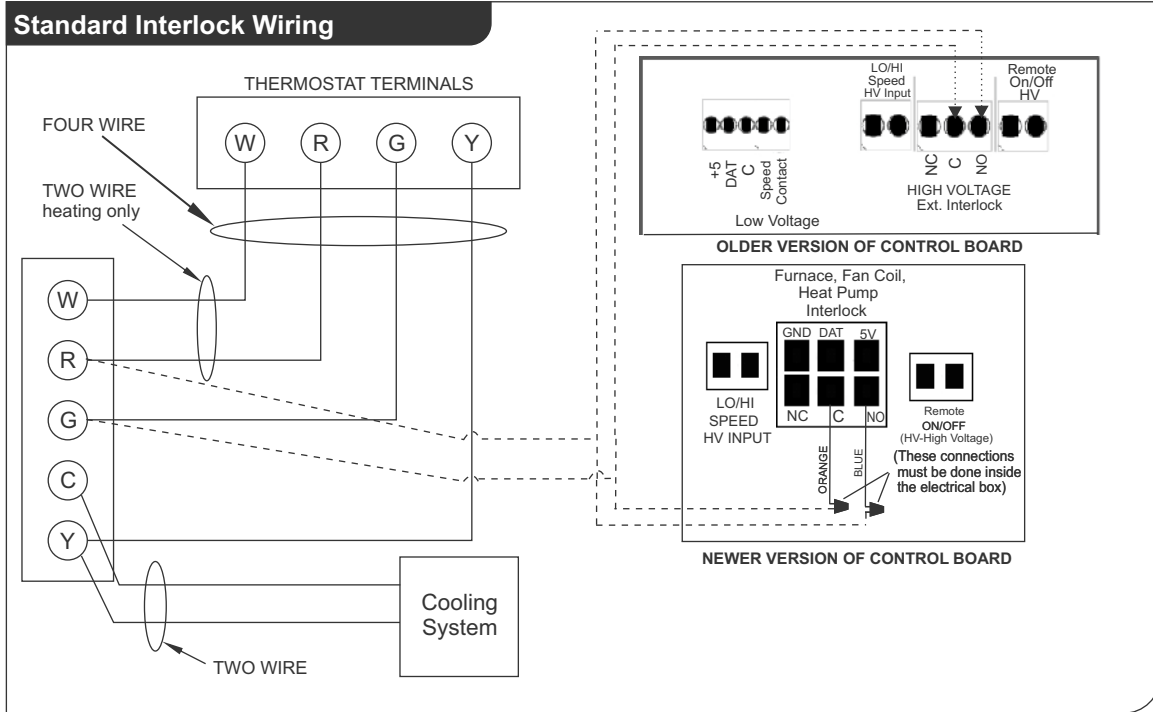 Standard Interlock Wiring
THERMOSTAT TERMINALS
FOUR WIRE
W
R
G
Y
TWO WIRE
heating only
W
R
G
C
Y
Cooling
System
TWO WIRE
LO/HI
Speed
HV Input
Remote
On/Off
HV
+5
DAT
C
Speed
Contact
Low Voltage
NC
C
NO
HIGH VOLTAGE
Ext. Interlock
OLDER VERSION OF CONTROL BOARD
Furnace, Fan Coil,
Heat Pump
Interlock
GND DAT 5V
NC C NO
LO/HI
SPEED
HV INPUT
Remote
ON/OFF
(HV-High Voltage)
ORANGE
BLUE
(These connections
must be done inside
the electrical box)
NEWER VERSION OF CONTROL BOARD